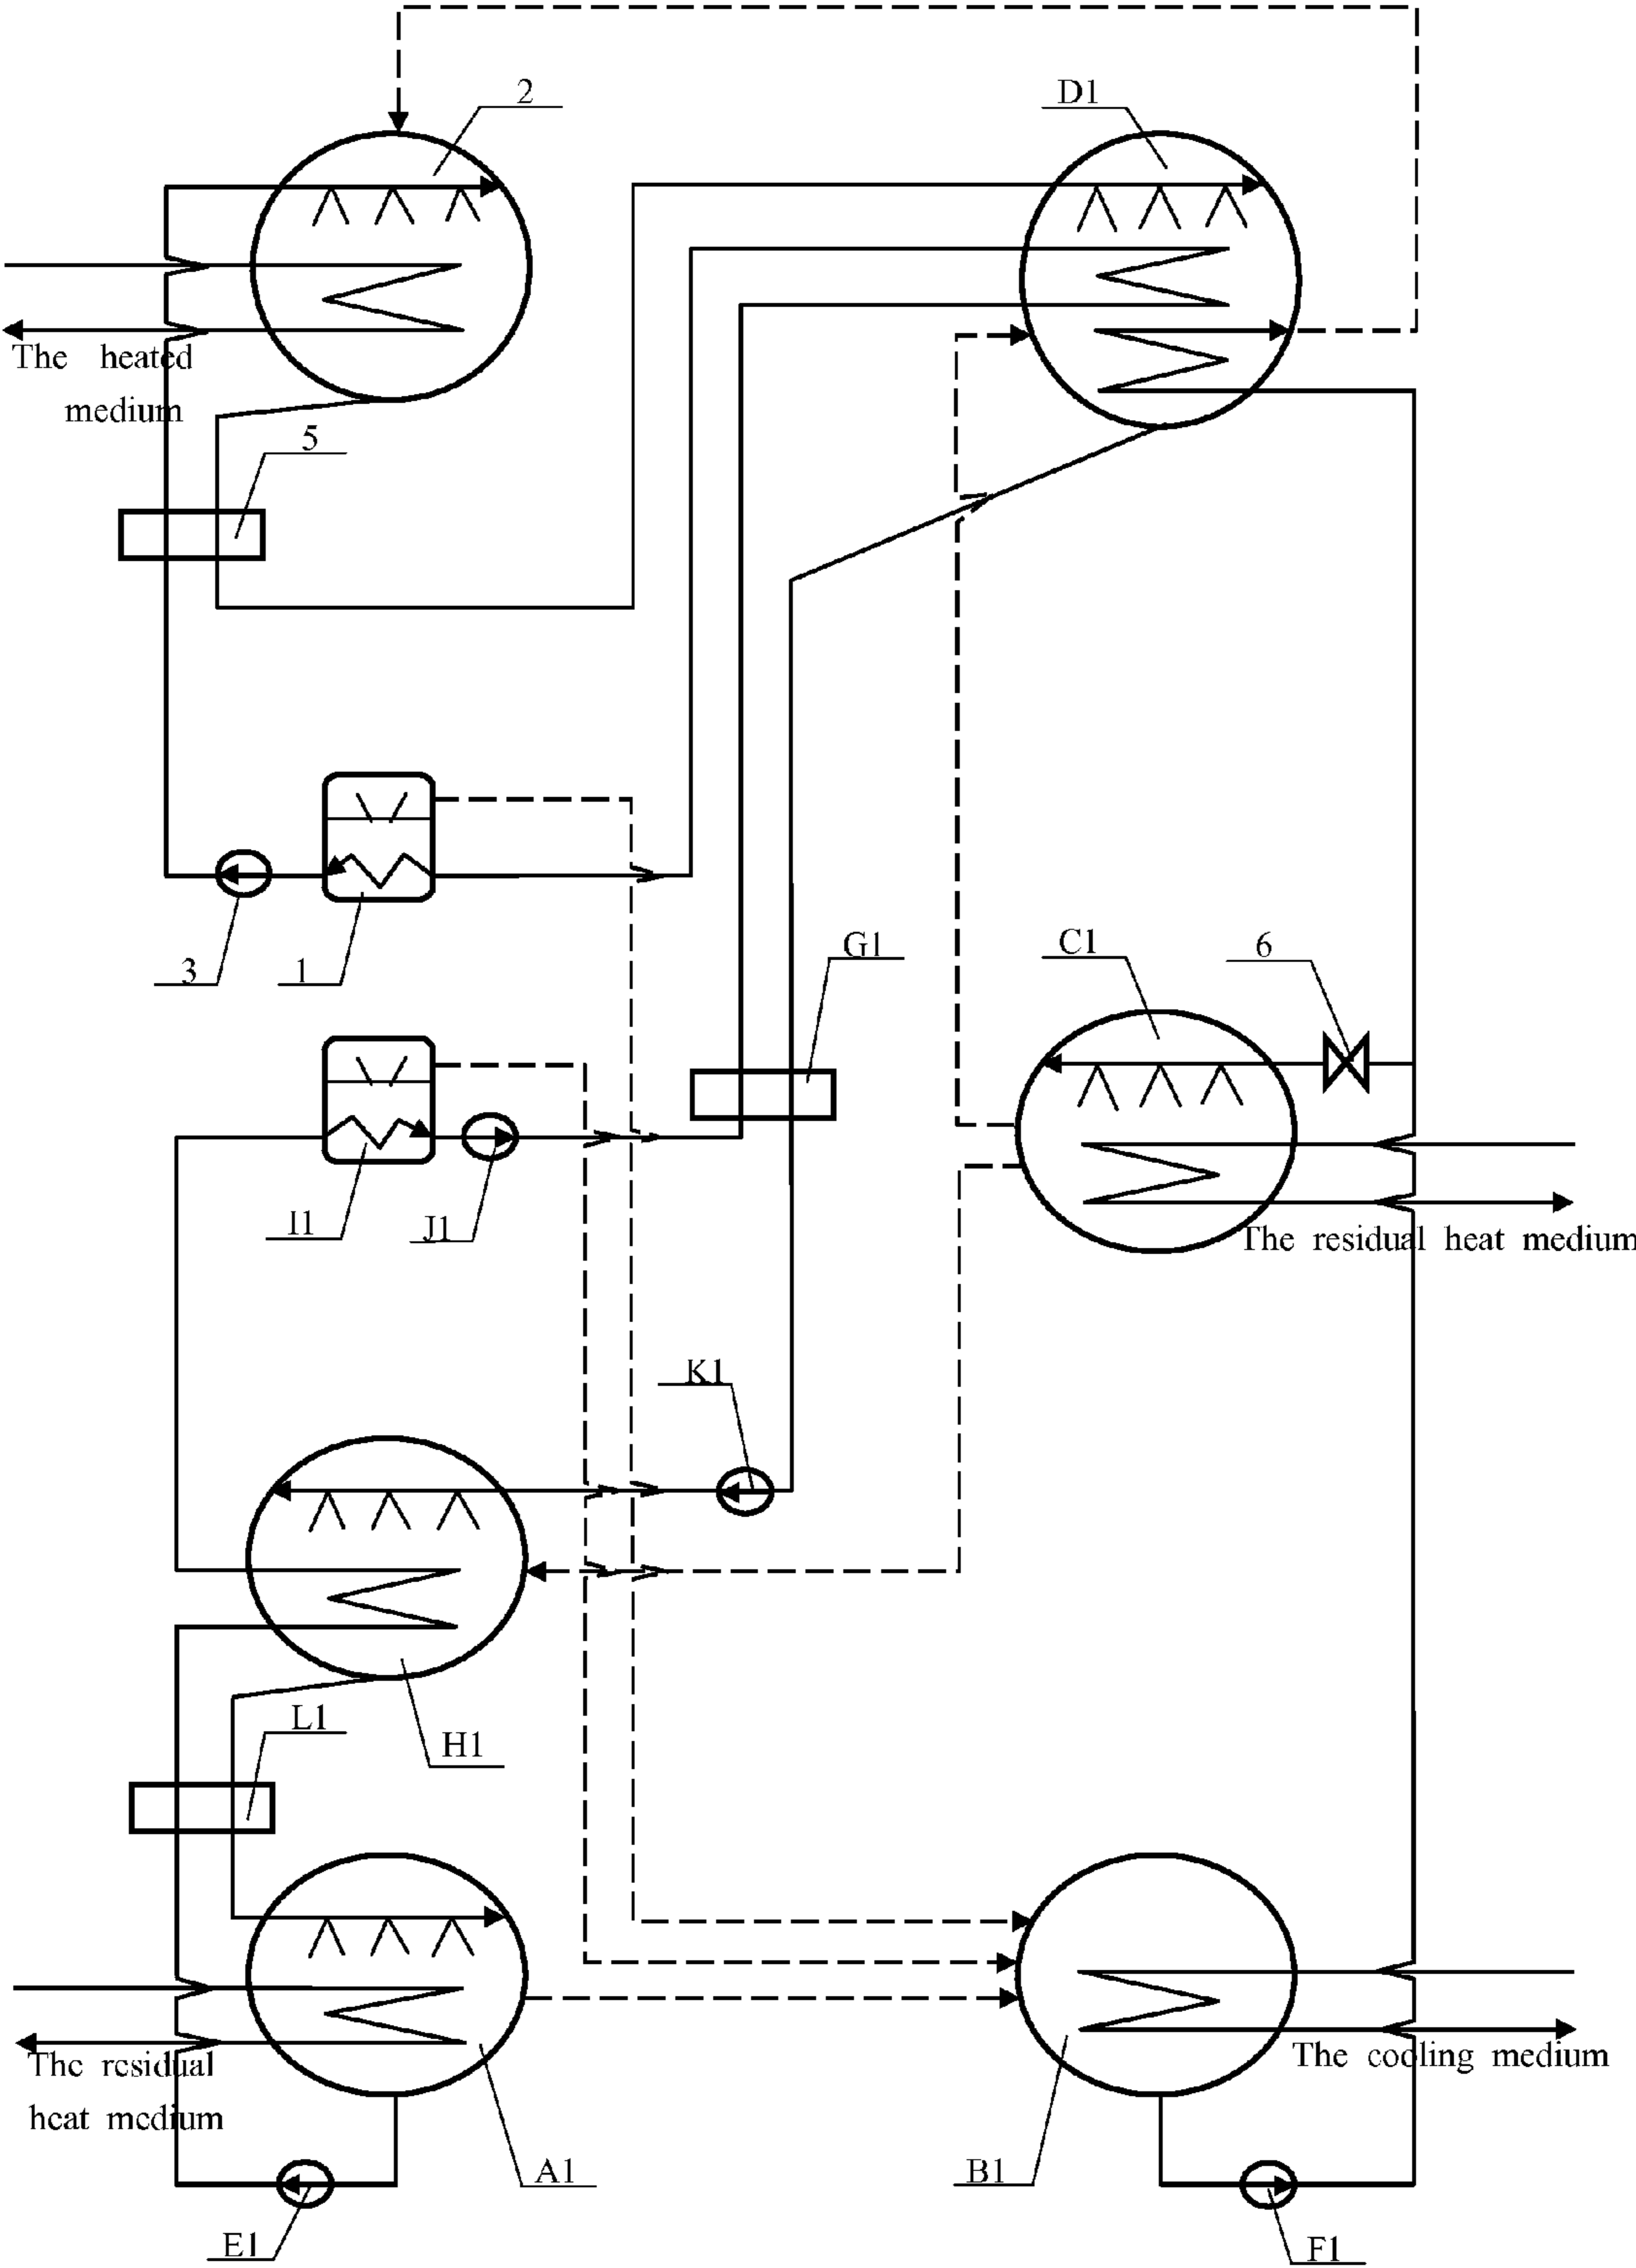 2
D1
The heated
medium
5
G1
C1
6
3
1
I1
J1
The residual heat medium
K1
L1
H1
The residual
heat medium
The cooling medium
A1
B1
E1
F1